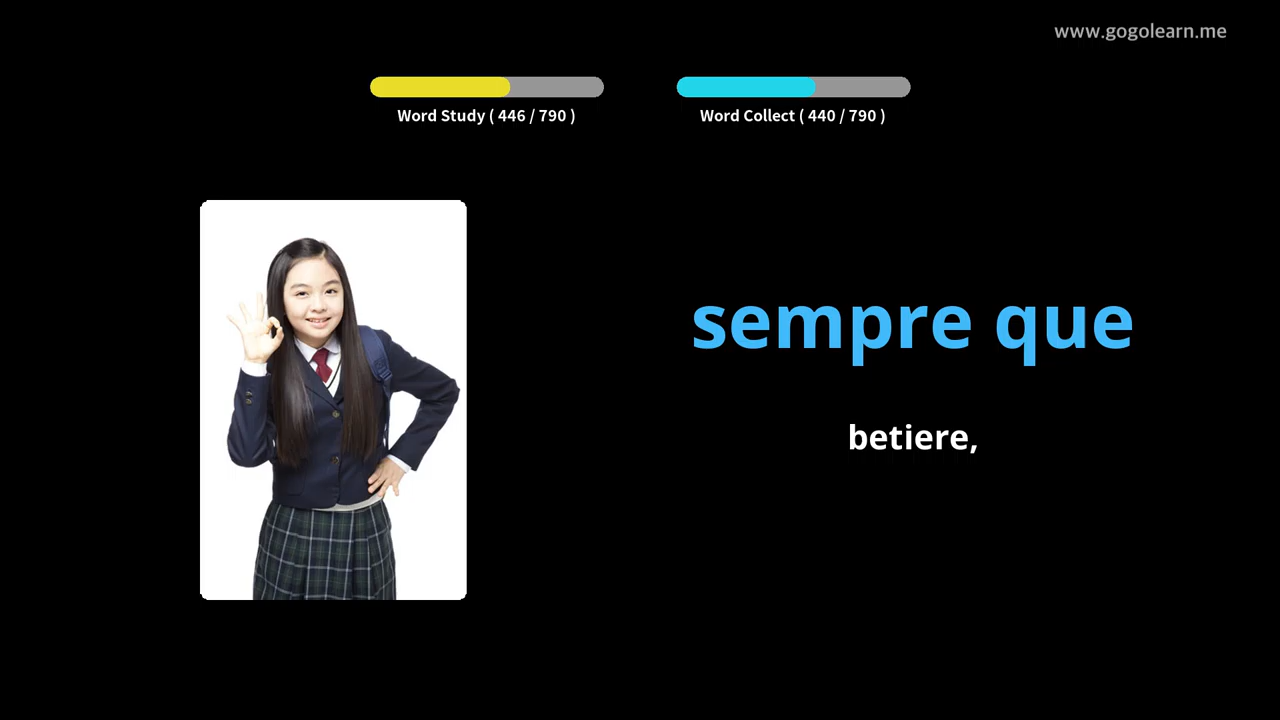 www.gogolearn.me
Word Study ( 446 / 790 )
Word Collect ( 440 / 790 )
sempre que
betiere,